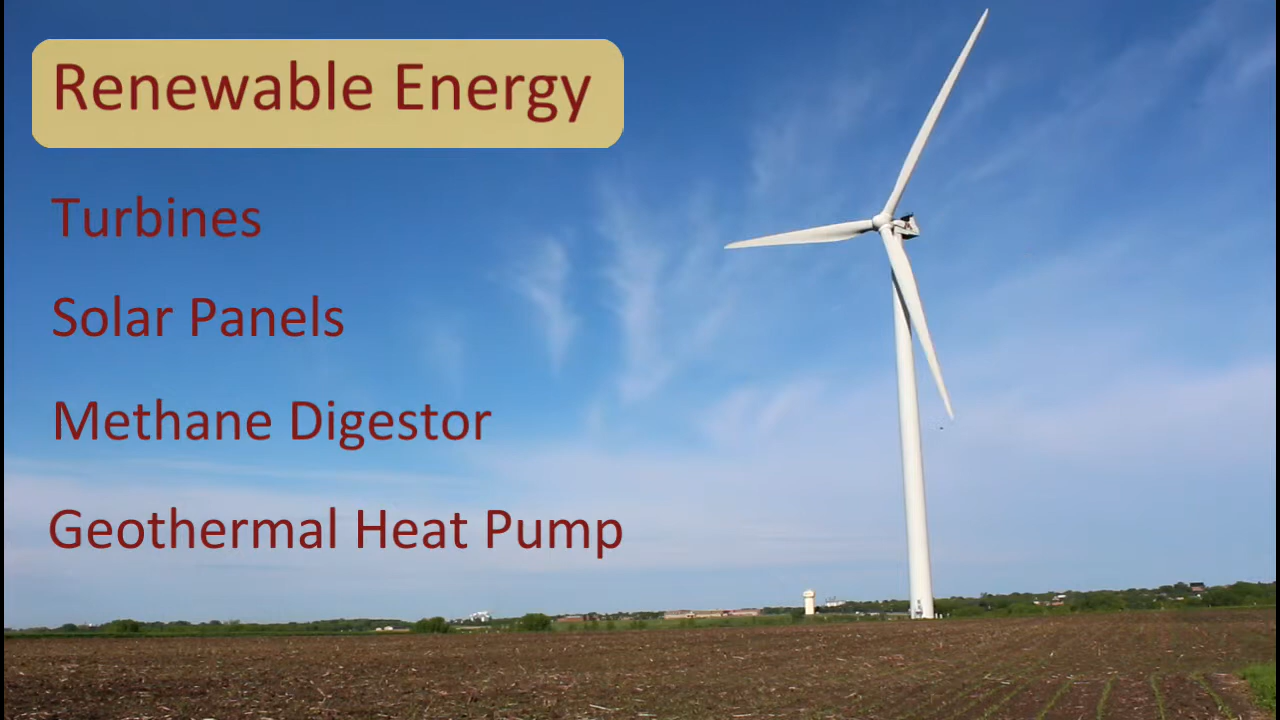 Renewable Energy
Turbines
Solar Panels
Methane Digestor
Geothermal Heat Pump